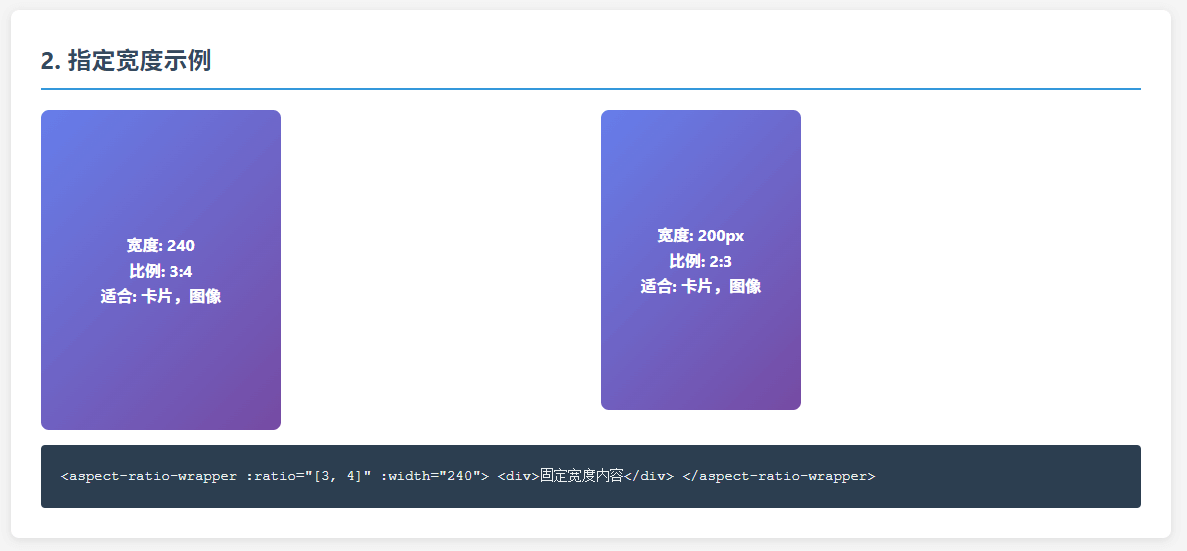 2. 指定宽度示例
宽度: 240
比例: 3:4
适合: 卡片，图像
宽度: 200px
比例: 2:3
适合: 卡片，图像
<aspect-ratio-wrapper :ratio="[3, 4]" :width="240"> <div>固定宽度内容</div> </aspect-ratio-wrapper>